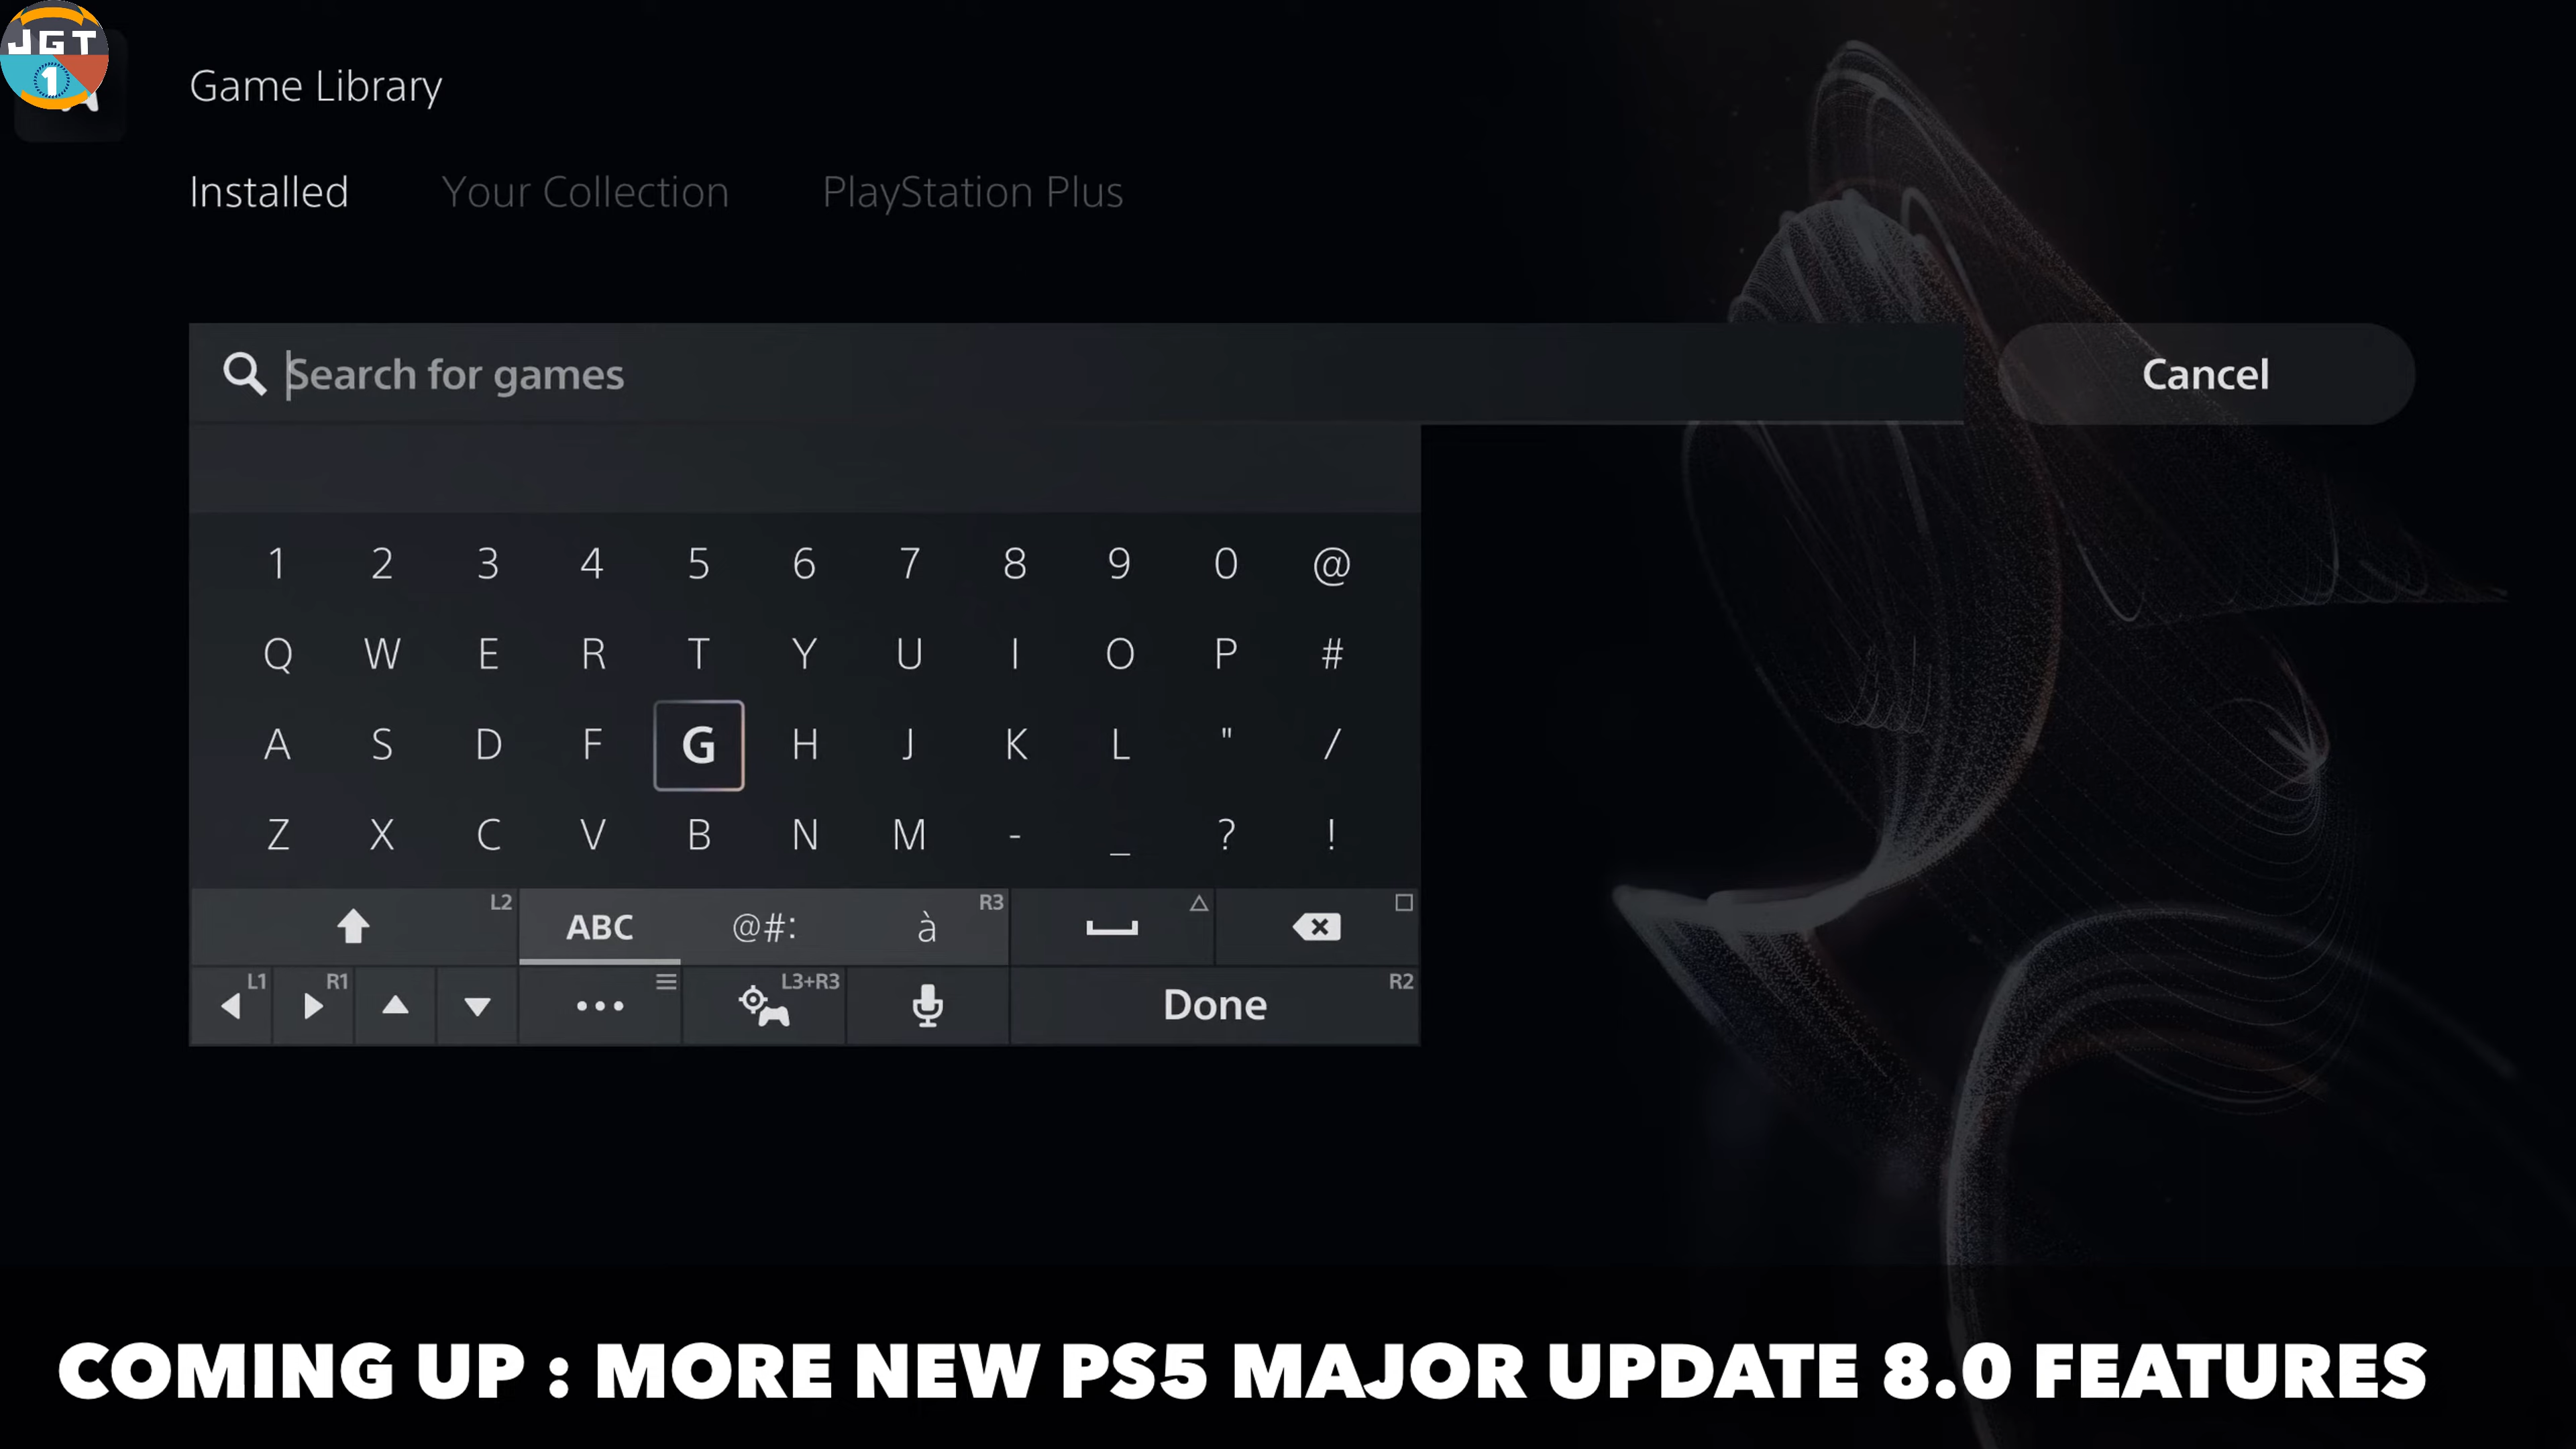 JGT
1
Game Library
Installed Your Collection PlayStation Plus
Search for games Cancel
1 2 3 4 5 6 7 8 9 0 @
Q W E R T Y U I O P #
A S D F G H J K L " /
Z X C V B N M - _ ? !
L2 ABC @#: à R3
L1 R1 ... L3+R3 Done R2
COMING UP : MORE NEW PS5 MAJOR UPDATE 8.0 FEATURES